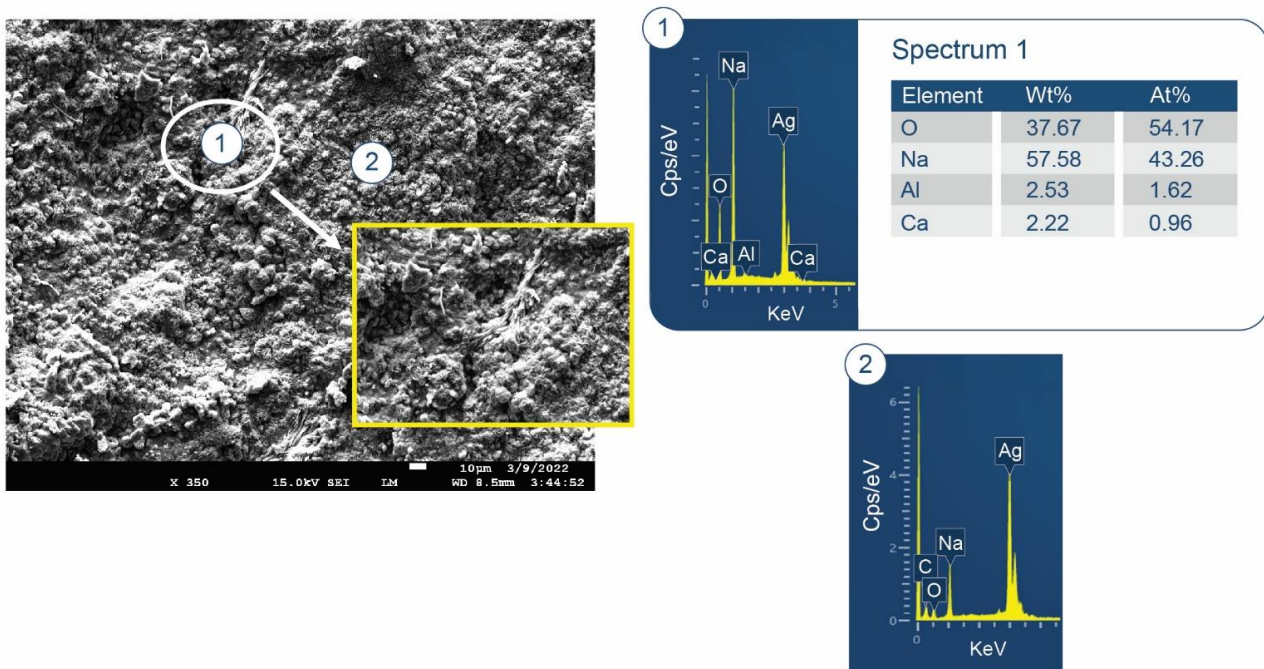 1
2
X 350
15.0kV SEI
LM
10µm 3/9/2022
WD 8.5mm 3:44:52
1
Cps/eV
Na
Ag
O
Ca
Al
Ca
0
5
KeV
Spectrum 1
Element Wt% At%
O 37.67 54.17
Na 57.58 43.26
Al 2.53 1.62
Ca 2.22 0.96
2
Cps/eV
6
4
2
0
Ag
Na
C
O
0
KeV